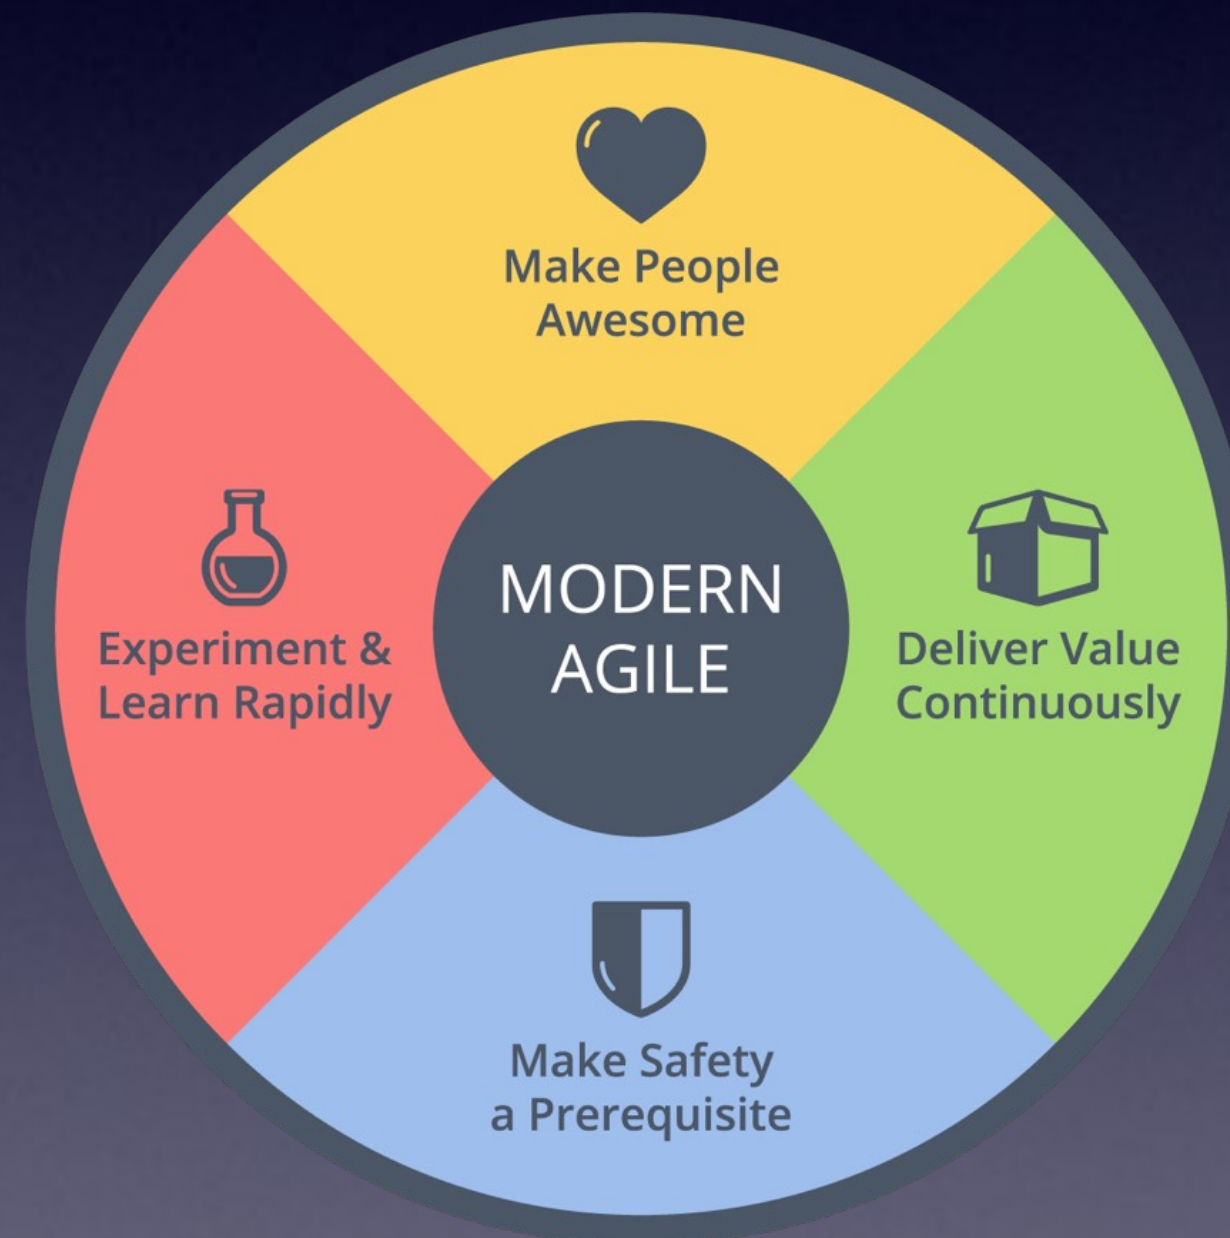 Make People
Awesome
Experiment &
Learn Rapidly
MODERN
AGILE
Deliver Value
Continuously
Make Safety
a Prerequisite